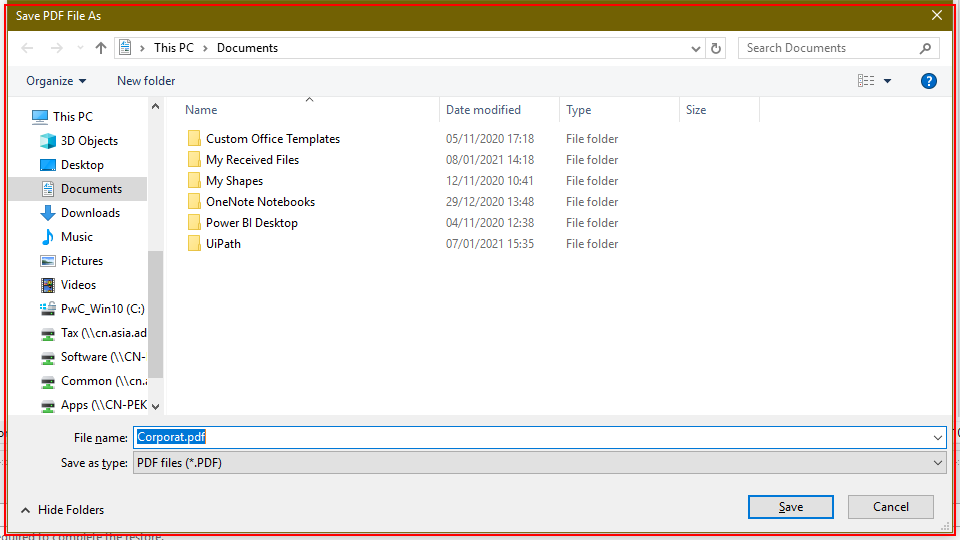 Save PDF File As
This PC › Documents
Search Documents
Organize
New folder
?
Name Date modified Type Size
This PC
3D Objects
Desktop
Documents
Downloads
Music
Pictures
Videos
PwC_Win10 (C:)
Tax (\\cn.asia.ad
Software (\\CN-
Common (\\cn.a
Apps (\\CN-PEK
Custom Office Templates 05/11/2020 17:18 File folder
My Received Files 08/01/2021 14:18 File folder
My Shapes 12/11/2020 10:41 File folder
OneNote Notebooks 29/12/2020 13:48 File folder
Power BI Desktop 04/11/2020 12:38 File folder
UiPath 07/01/2021 15:35 File folder
File name: Corporat.pdf
Save as type: PDF files (*.PDF)
Hide Folders
Save
Cancel
to complete the restore.